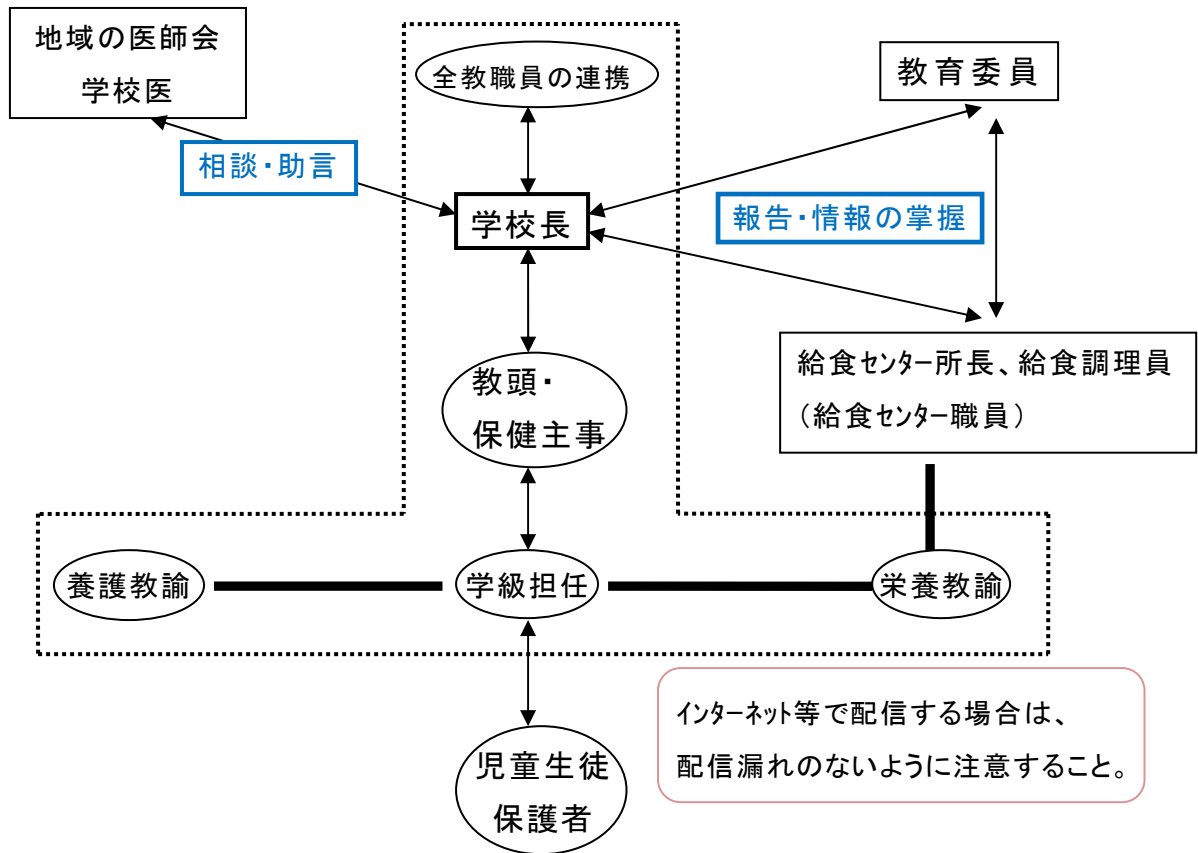 地域の医師会
学校医
全教職員の連携
教育委員
相談・助言
学校長
報告・情報の掌握
教頭・
保健主事
給食センター所長、給食調理員
(給食センター職員)
養護教諭
学級担任
栄養教諭
インターネット等で配信する場合は、
配信漏れのないように注意すること。
児童生徒
保護者